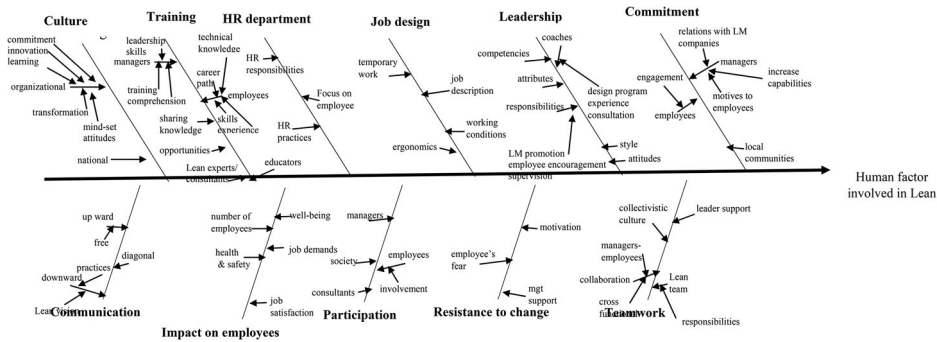 Culture
Training
HR department
Job design
Leadership
Commitment
commitment
innovation
learning
organizational
transformation
mind-set
attitudes
national
leadership
skills
managers
training
comprehension
technical
knowledge
career
path
employees
skills
experience
sharing
knowledge
opportunities
Lean experts/
consultants
educators
HR
responsibilities
Focus on
employee
HR
practices
temporary
work
job
description
working
conditions
ergonomics
coaches
competencies
attributes
design program
experience
consultation
responsibilities
LM promotion
employee encouragement
supervision
style
attitudes
relations with LM
companies
managers
engagement
increase
capabilities
motives to
employees
employees
local
communities
Human factor
involved in Lean
up ward
free
diagonal
practices
downward
Lean
Communication
number of
employees
well-being
job demands
health
& safety
job
satisfaction
Impact on employees
managers
society
employees
involvement
consultants
Participation
motivation
employee's
fear
mgt
support
Resistance to change
collectivistic
culture
leader support
managers-
employees
collaboration
Lean
team
cross
responsibilities
Teamwork